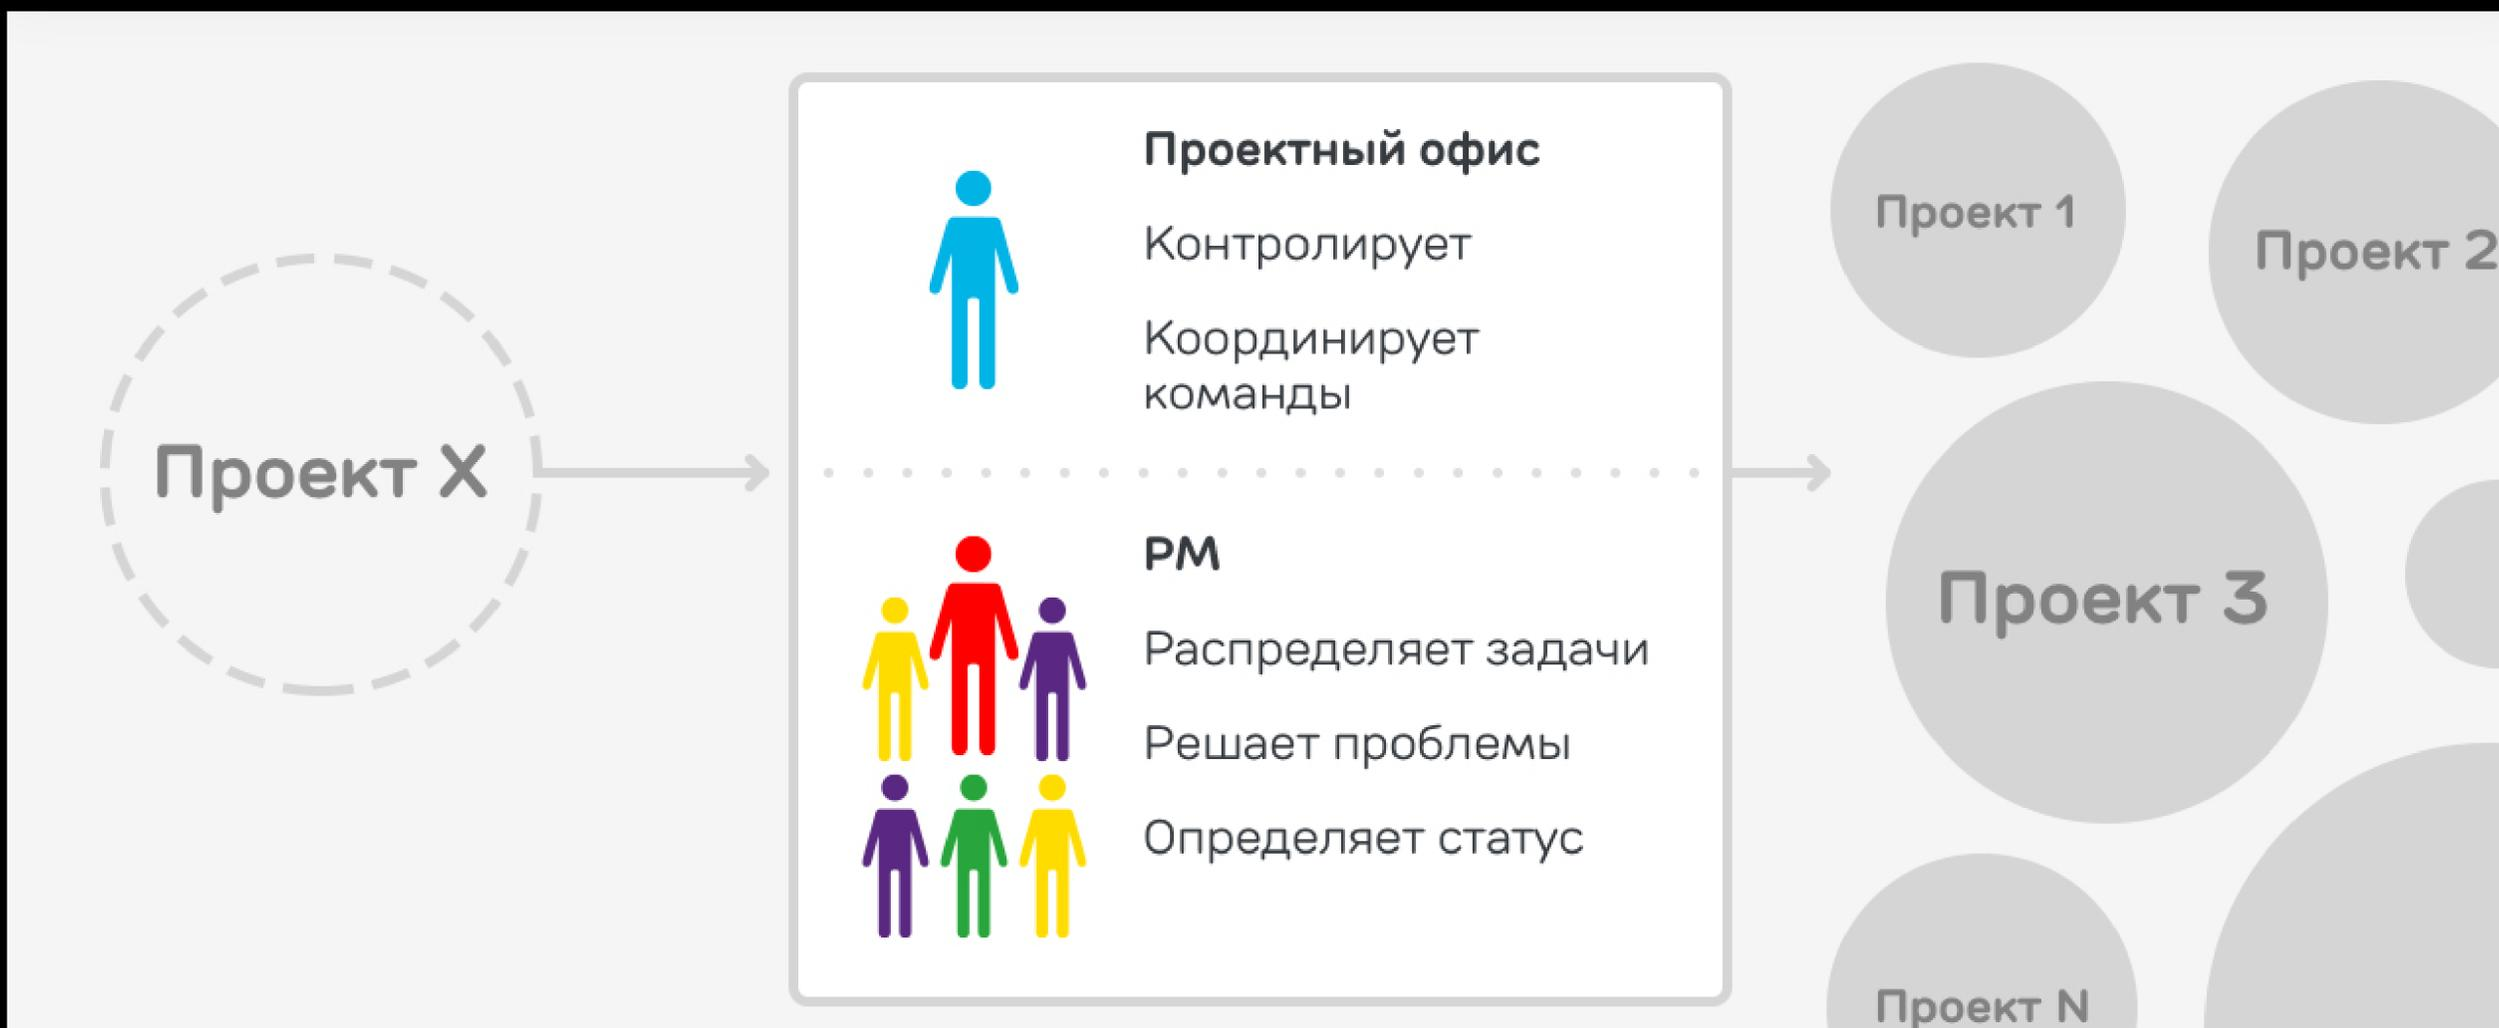 Проект X
Проектный офис
Контролирует
Координирует
команды
PM
Распределяет задачи
Решает проблемы
Определяет статус
Проект 1
Проект 2
Проект 3
Проект N